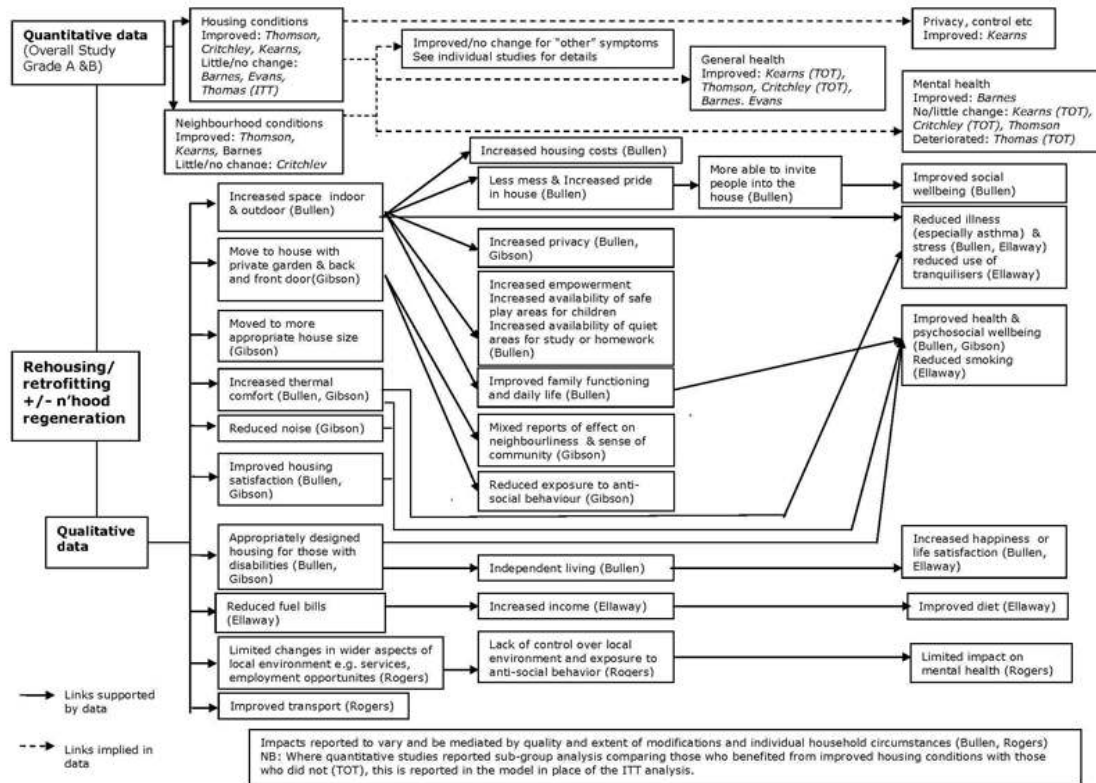 Quantitative data
(Overall Study
Grade A &B)
Housing conditions
Improved: Thomson,
Critchley, Kearns,
Little/no change:
Barnes, Evans,
Thomas (ITT)
Neighbourhood conditions
Improved: Thomson,
Kearns, Barnes
Little/no change: Critchley
Improved/no change for "other" symptoms
See individual studies for details
General health
Improved: Kearns (TOT),
Thomson, Critchley (TOT),
Barnes. Evans
Privacy, control etc
Improved: Kearns
Mental health
Improved: Barnes
No/little change: Kearns (TOT),
Critchley (TOT), Thomson
Deteriorated: Thomas (TOT)
Rehousing/
retrofitting
+/- n'hood
regeneration
Qualitative
data
Increased space indoor
& outdoor (Bullen)
Move to house with
private garden & back
and front door(Gibson)
Moved to more
appropriate house size
(Gibson)
Increased thermal
comfort (Bullen, Gibson)
Reduced noise (Gibson)
Improved housing
satisfaction (Bullen,
Gibson)
Appropriately designed
housing for those with
disabilities (Bullen,
Gibson)
Reduced fuel bills
(Ellaway)
Limited changes in wider aspects of
local environment e.g. services,
employment opportunites (Rogers)
Improved transport (Rogers)
Increased housing costs (Bullen)
Less mess & Increased pride
in house (Bullen)
More able to invite
people into the
house (Bullen)
Improved social
wellbeing (Bullen)
Increased privacy (Bullen,
Gibson)
Increased empowerment
Increased availability of safe
play areas for children
Increased availability of quiet
areas for study or homework
(Bullen)
Improved family functioning
and daily life (Bullen)
Mixed reports of effect on
neighbourliness & sense of
community (Gibson)
Reduced exposure to anti-
social behaviour (Gibson)
Independent living (Bullen)
Increased income (Ellaway)
Lack of control over local
environment and exposure to
anti-social behavior (Rogers)
Reduced illness
(especially asthma) &
stress (Bullen, Ellaway)
reduced use of
tranquilisers (Ellaway)
Improved health &
psychosocial wellbeing
(Bullen, Gibson)
Reduced smoking
(Ellaway)
Increased happiness or
life satisfaction (Bullen,
Ellaway)
Improved diet (Ellaway)
Limited impact on
mental health (Rogers)
Links supported
by data
Links implied in
data
Impacts reported to vary and be mediated by quality and extent of modifications and individual household circumstances (Bullen, Rogers)
NB: Where quantitative studies reported sub-group analysis comparing those who benefited from improved housing conditions with those
who did not (TOT), this is reported in the model in place of the ITT analysis.